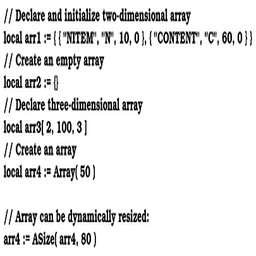 // Declare and initialize two-dimensional array
local arr1 := { { "NITEM", "N", 10, 0 }, { "CONTENT", "C", 60, 0 } }
// Create an empty array
local arr2 := {}
// Declare three-dimensional array
local arr3[ 2, 100, 3 ]
// Create an array
local arr4 := Array( 50 )
// Array can be dynamically resized:
arr4 := ASize( arr4, 80 )